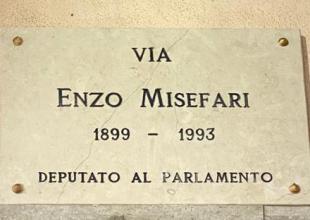 VIA
ENZO MISEFARI
1899 - 1993
DEPUTATO AL PARLAMENTO